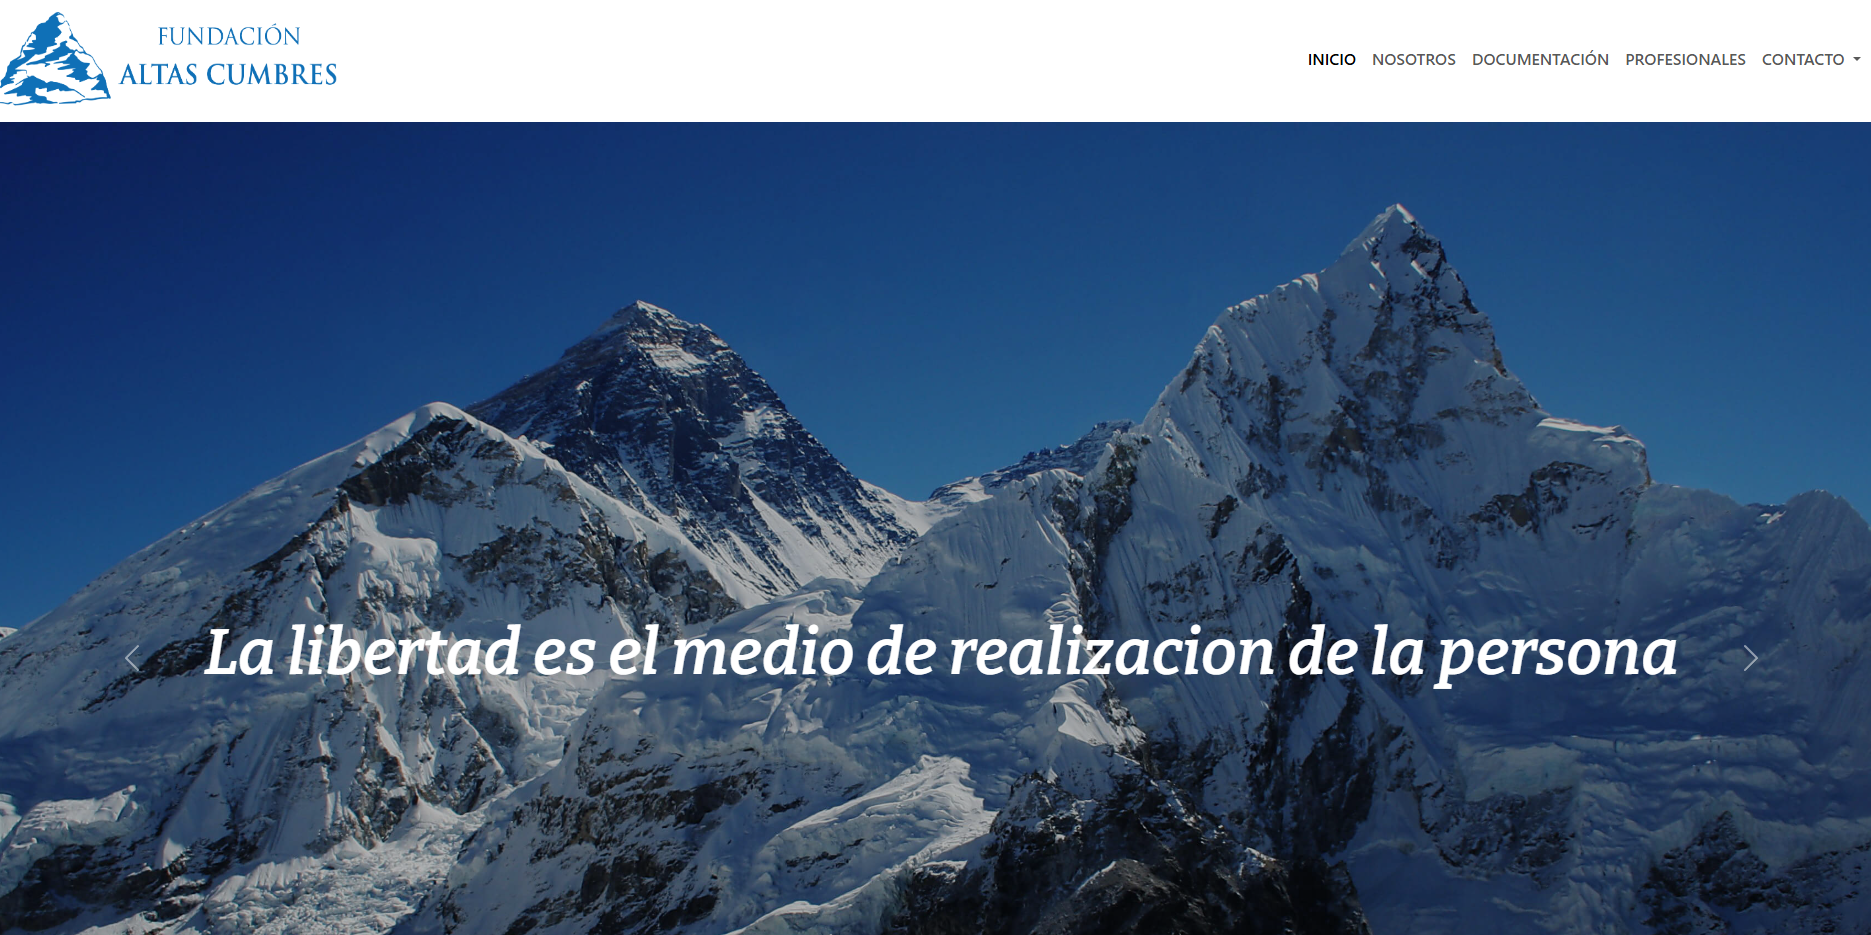 FUNDACIÓN
ALTAS CUMBRES
INICIO NOSOTROS DOCUMENTACIÓN PROFESIONALES CONTACTO
La libertad es el medio de realizacion de la persona